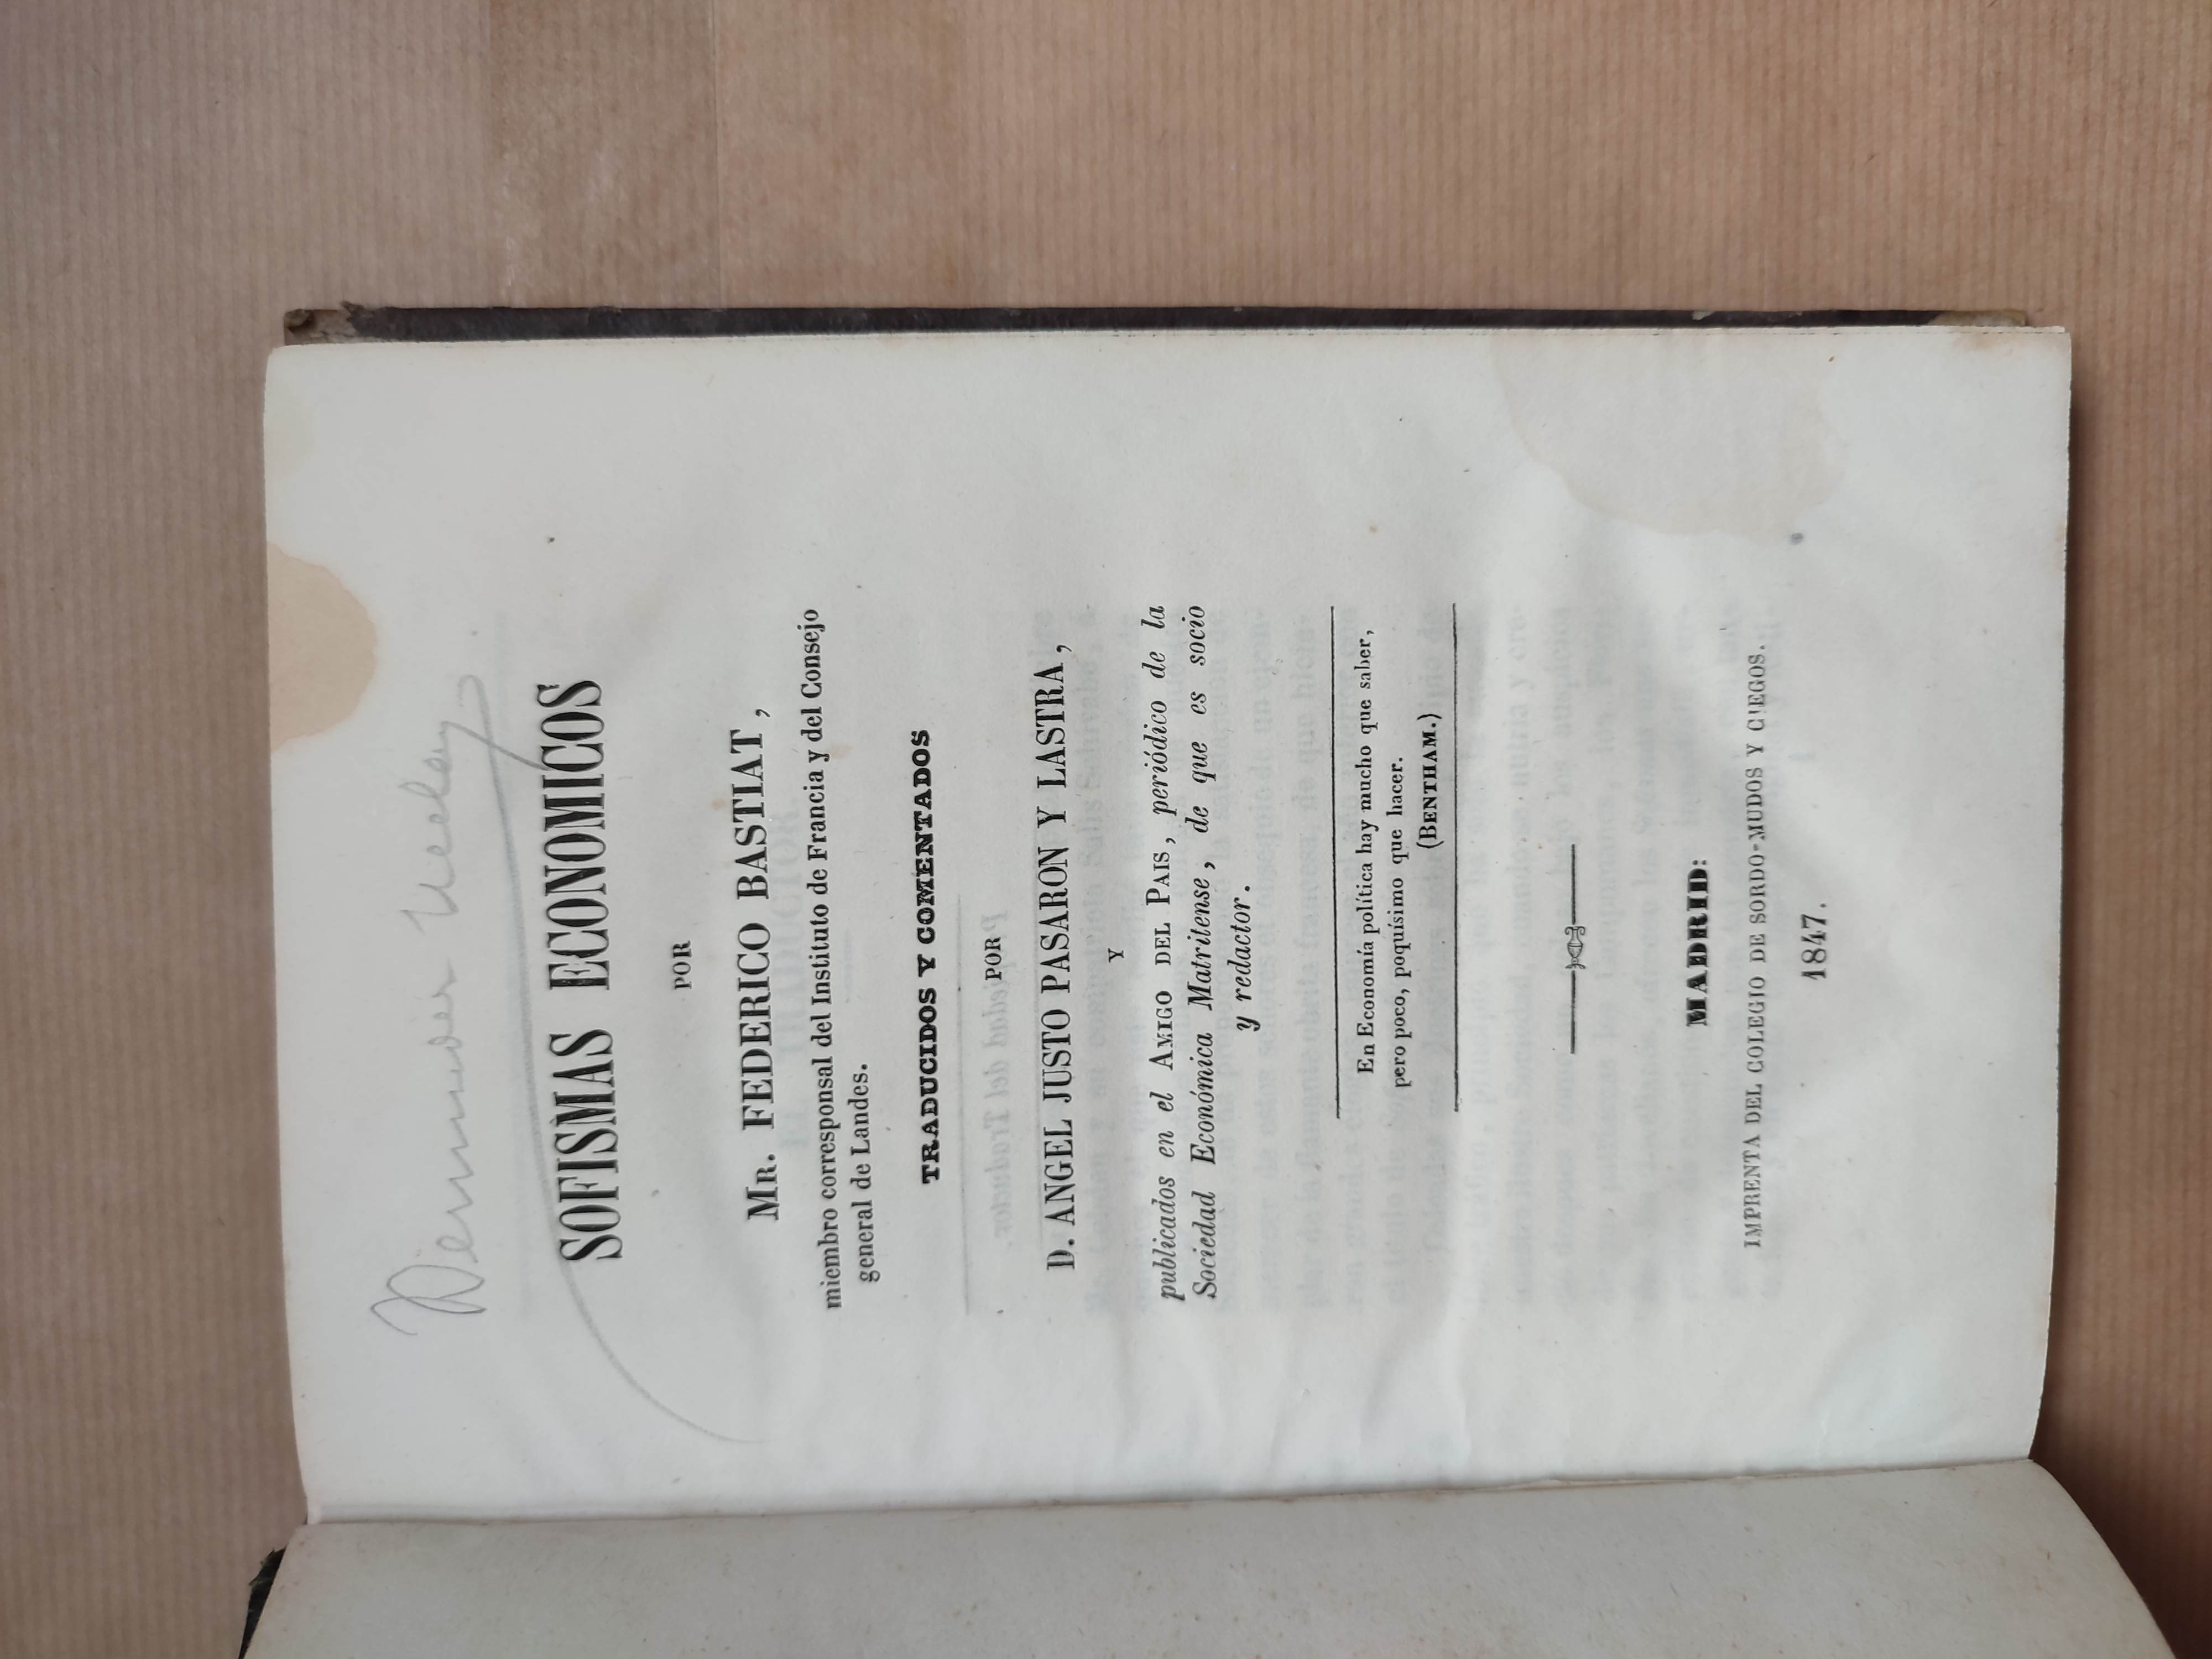 SOFISMAS ECONOMICOS
POR
MR. FEDERICO BASTIAT,
miembro corresponsal del Instituto de Francia y del Consejo
general de Landes.
TRADUCIDOS Y COMENTADOS
POR
D. ANGEL JUSTO PASARON Y LASTRA,
Y
publicados en el AMIGO DEL PAIS, periódico de la
Sociedad Económica Matritense, de que es socio
y redactor.
En Economía política hay mucho que saber,
pero poco, poquísimo que hacer.
(BENTHAM.)
MADRID:
IMPRENTA DEL COLEGIO DE SORDO-MUDOS Y CIEGOS.
1847.